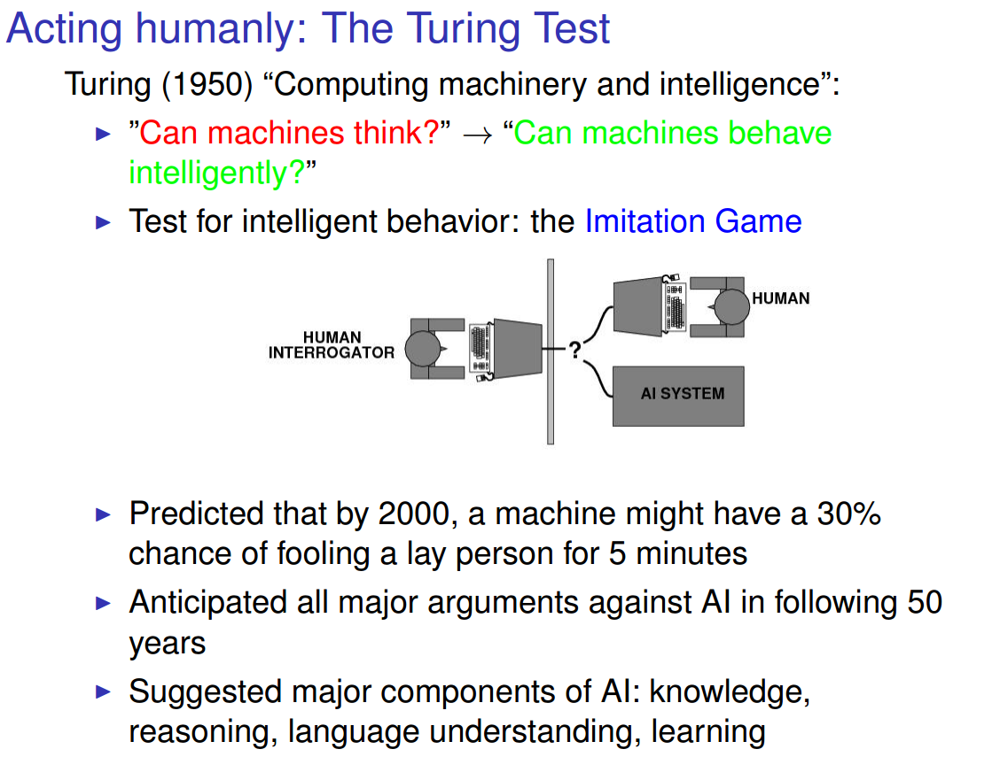 Acting humanly: The Turing Test
Turing (1950) “Computing machinery and intelligence”:
▶ ”Can machines think?” → “Can machines behave
intelligently?”
▶ Test for intelligent behavior: the Imitation Game
HUMAN
HUMAN
INTERROGATOR
?
AI SYSTEM
▶ Predicted that by 2000, a machine might have a 30%
chance of fooling a lay person for 5 minutes
▶ Anticipated all major arguments against AI in following 50
years
▶ Suggested major components of AI: knowledge,
reasoning, language understanding, learning